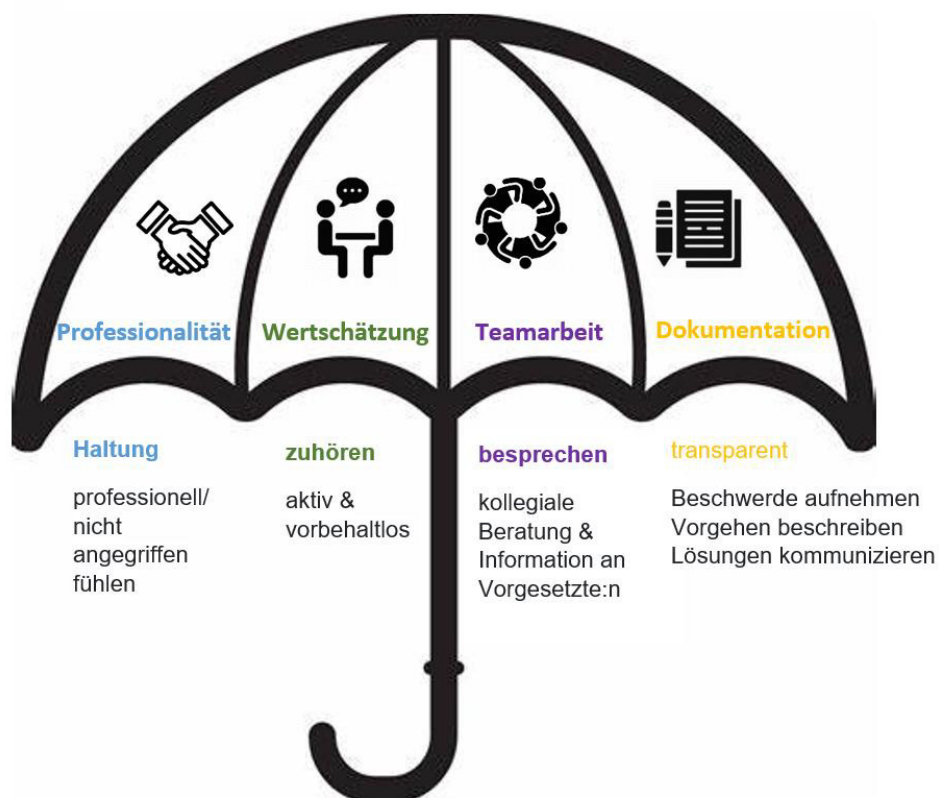 Professionalität
Wertschätzung
Teamarbeit
Dokumentation
Haltung
professionell/
nicht
angegriffen
fühlen
zuhören
aktiv &
vorbehaltlos
besprechen
kollegiale
Beratung &
Information an
Vorgesetzte:n
transparent
Beschwerde aufnehmen
Vorgehen beschreiben
Lösungen kommunizieren